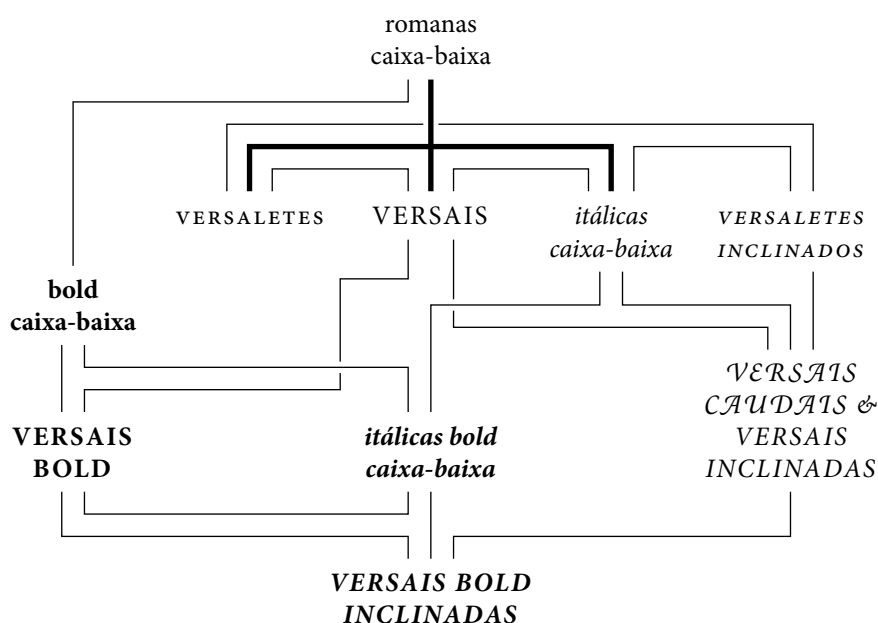 romanas
caixa-baixa
VERSALETES
VERSAIS
itálicas
caixa-baixa
VERSALETES
INCLINADOS
bold
caixa-baixa
VERSAIS
BOLD
itálicas bold
caixa-baixa
VERSAIS
CAUDAIS &
VERSAIS
INCLINADAS
VERSAIS BOLD
INCLINADAS